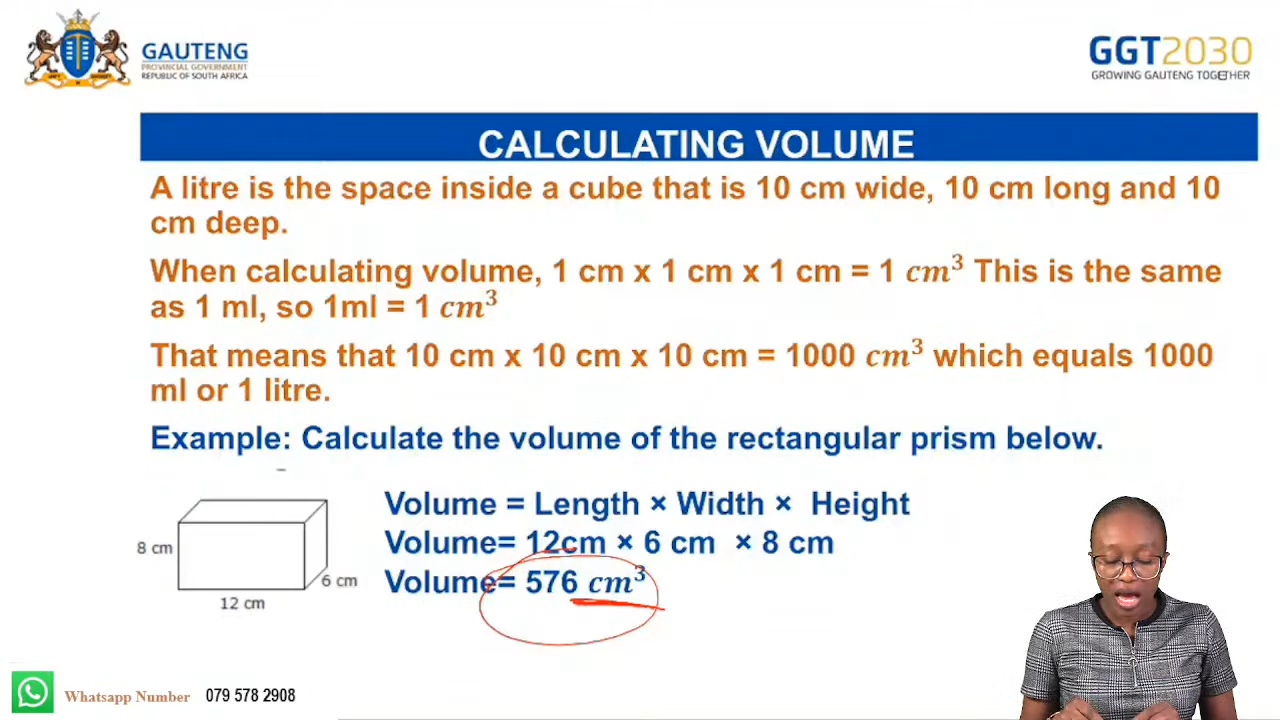 GAUTENG
PROVINCIAL GOVERNMENT
REPUBLIC OF SOUTH AFRICA
GGT2030
GROWING GAUTENG TOGETHER
CALCULATING VOLUME
A litre is the space inside a cube that is 10 cm wide, 10 cm long and 10
cm deep.
When calculating volume, 1 cm x 1 cm x 1 cm = 1 cm³ This is the same
as 1 ml, so 1ml = 1 cm³
That means that 10 cm x 10 cm x 10 cm = 1000 cm³ which equals 1000
ml or 1 litre.
Example: Calculate the volume of the rectangular prism below.
Volume = Length × Width × Height
Volume= 12cm × 6 cm × 8 cm
Volume= 576 cm³
8 cm
6 cm
12 cm
Whatsapp Number 079 578 2908